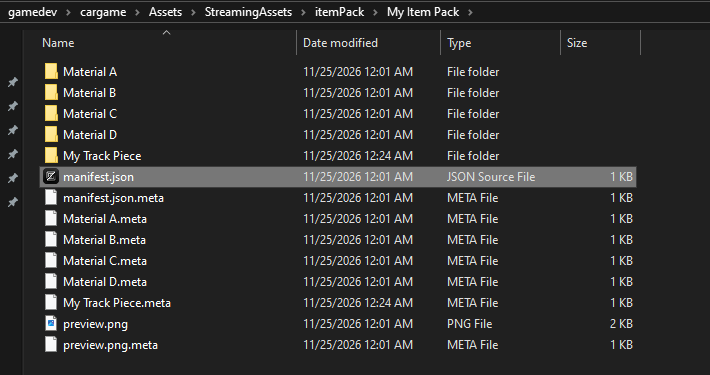 gamedev > cargame > Assets > StreamingAssets > itemPack > My Item Pack >
Name Date modified Type Size
Material A 11/25/2026 12:01 AM File folder
Material B 11/25/2026 12:01 AM File folder
Material C 11/25/2026 12:01 AM File folder
Material D 11/25/2026 12:01 AM File folder
My Track Piece 11/25/2026 12:24 AM File folder
manifest.json 11/25/2026 12:01 AM JSON Source File 1 KB
manifest.json.meta 11/25/2026 12:01 AM META File 1 KB
Material A.meta 11/25/2026 12:01 AM META File 1 KB
Material B.meta 11/25/2026 12:01 AM META File 1 KB
Material C.meta 11/25/2026 12:01 AM META File 1 KB
Material D.meta 11/25/2026 12:01 AM META File 1 KB
My Track Piece.meta 11/25/2026 12:24 AM META File 1 KB
preview.png 11/25/2026 12:01 AM PNG File 2 KB
preview.png.meta 11/25/2026 12:01 AM META File 1 KB